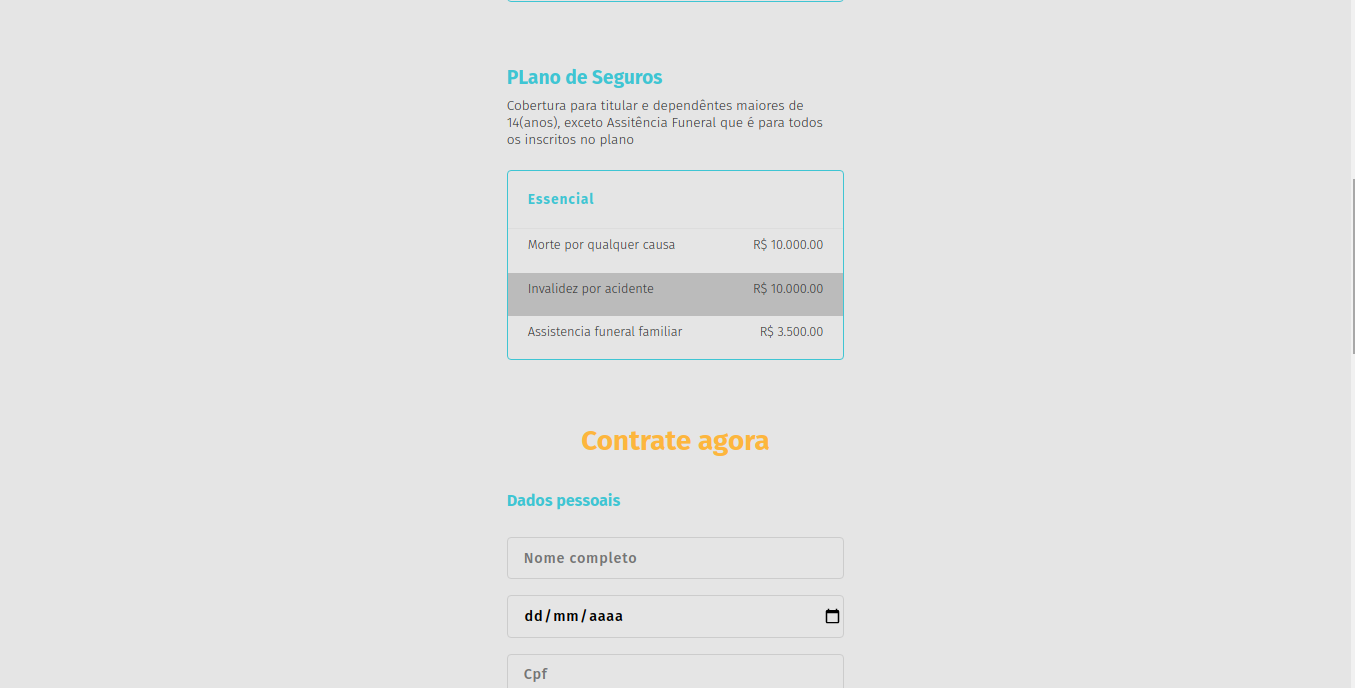 PLano de Seguros
Cobertura para titular e dependêntes maiores de
14(anos), exceto Assitência Funeral que é para todos
os inscritos no plano
Essencial
Morte por qualquer causa R$ 10.000.00
Invalidez por acidente R$ 10.000.00
Assistencia funeral familiar R$ 3.500.00
Contrate agora
Dados pessoais
Nome completo
dd/mm/aaaa
Cpf